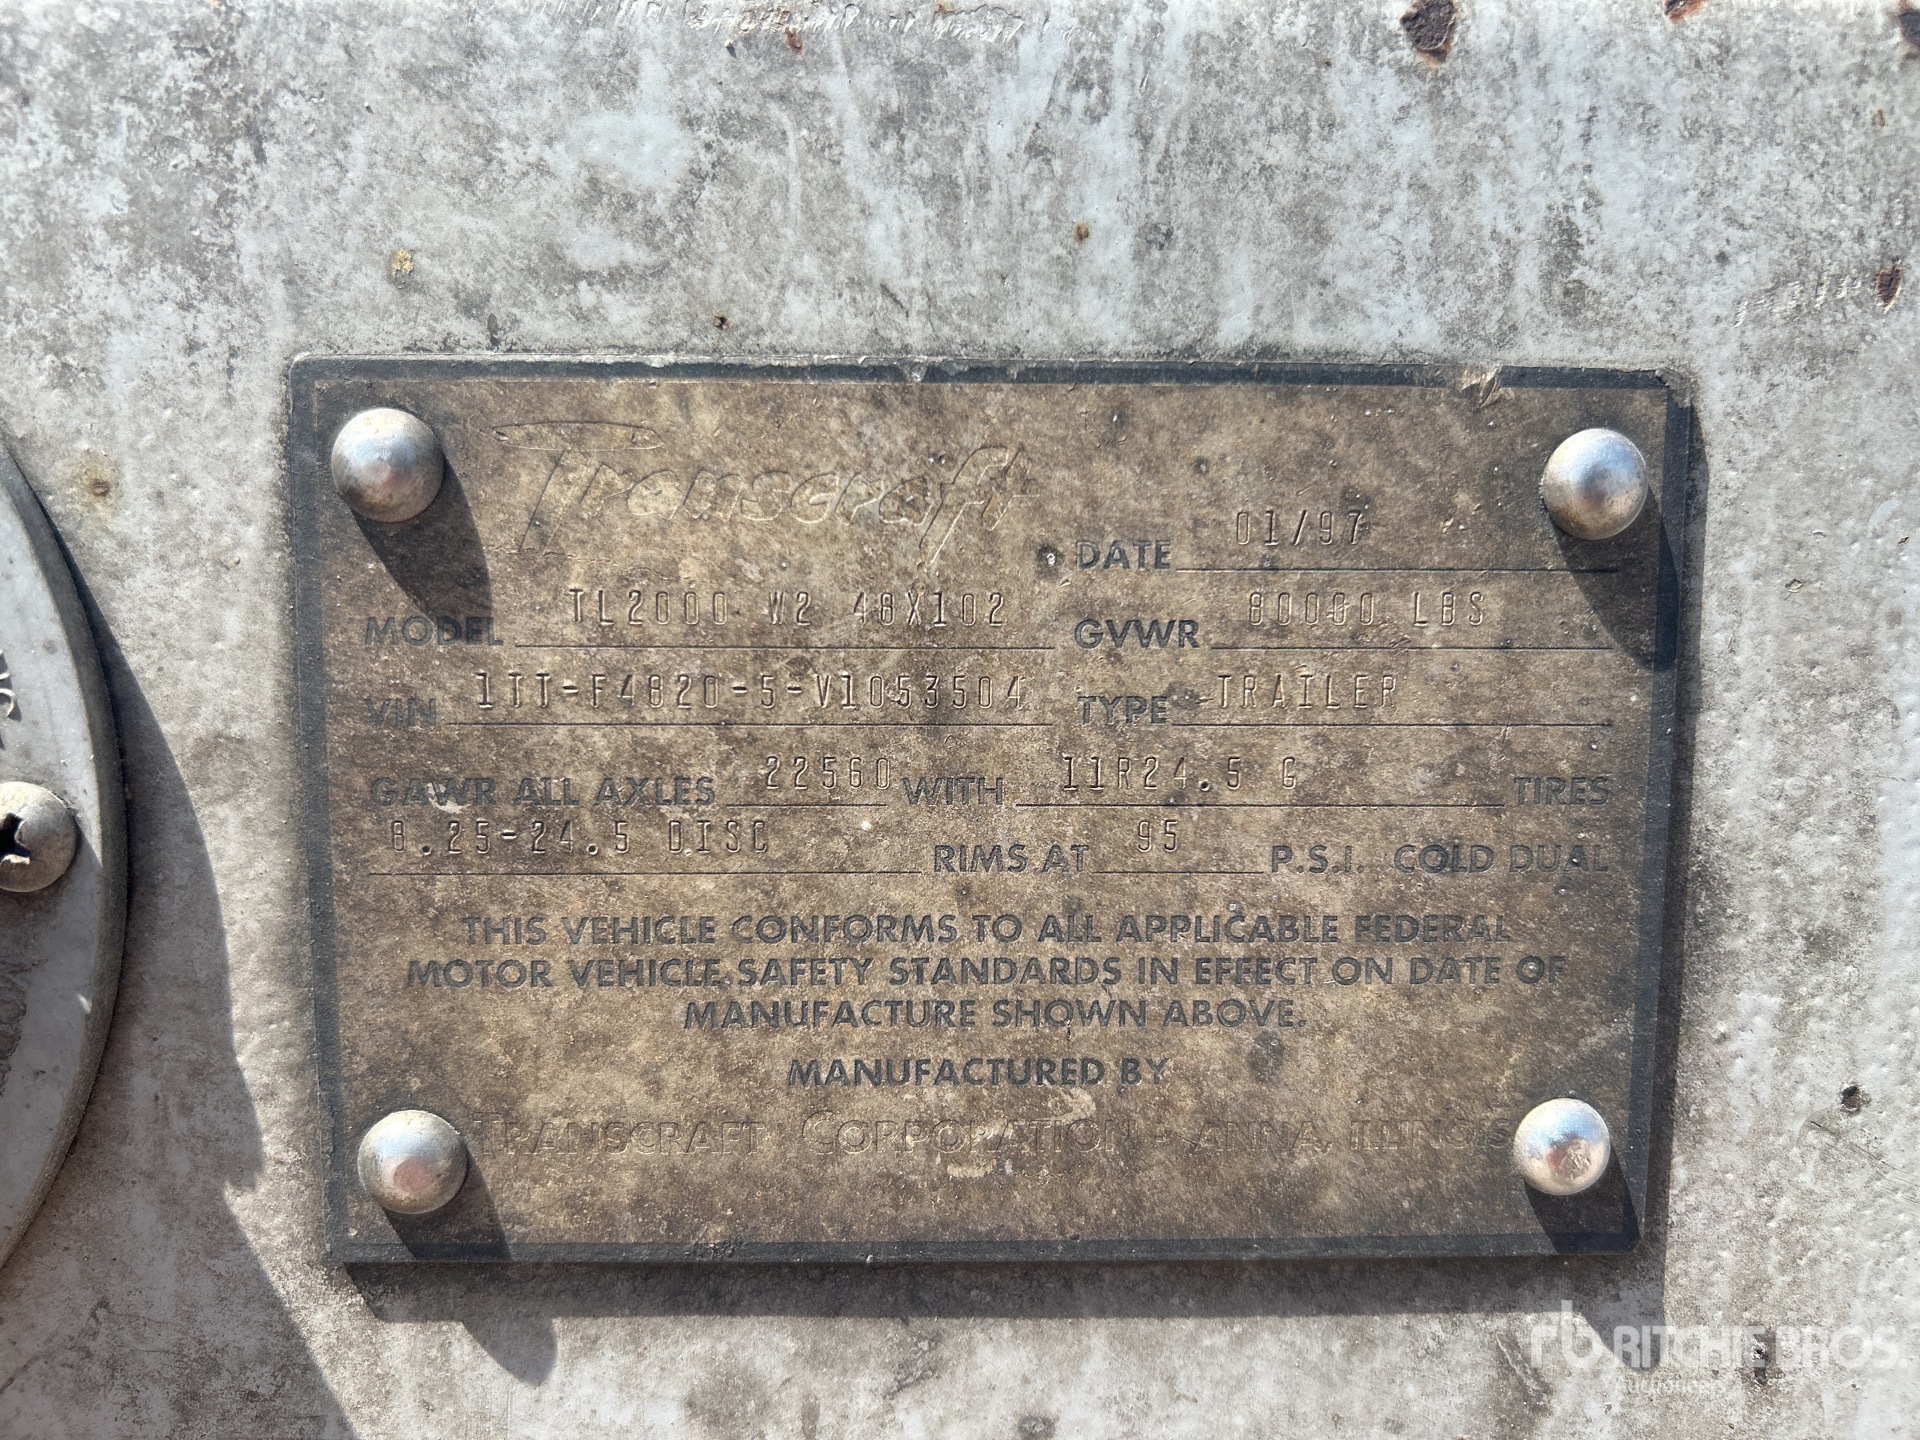 Transcraft
DATE 01/97
MODEL TL2000 W2 48X102 GVWR 80000 LBS
VIN 1TT-F4820-5-V1053504 TYPE TRAILER
GAWR ALL AXLES 22560 WITH 11R24.5 G TIRES
8.25-24.5 DISC RIMS AT 95 P.S.I. COLD DUAL
THIS VEHICLE CONFORMS TO ALL APPLICABLE FEDERAL
MOTOR VEHICLE SAFETY STANDARDS IN EFFECT ON DATE OF
MANUFACTURE SHOWN ABOVE.
MANUFACTURED BY
TRANSCRAFT CORPORATION - ANNA, ILLINOIS
rb RITCHIE BROS.
Auctioneers